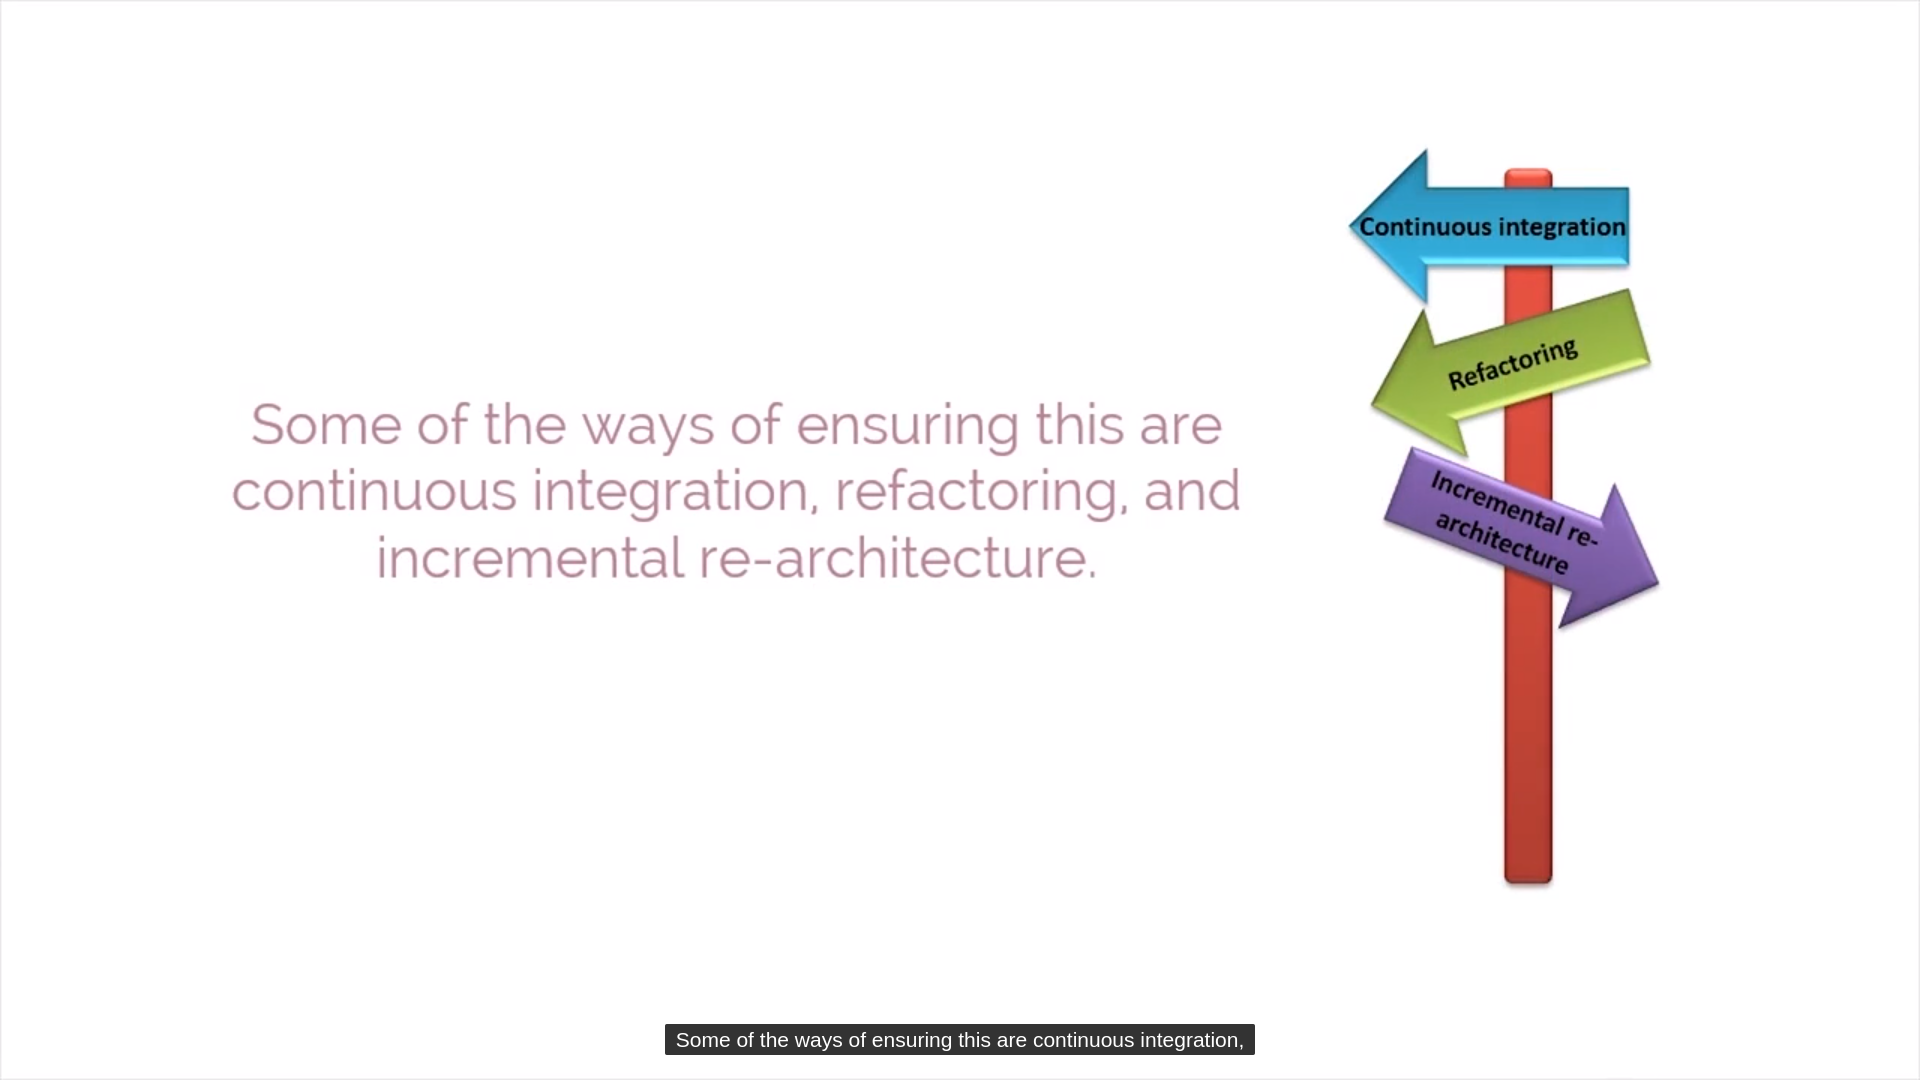 Some of the ways of ensuring this are
continuous integration, refactoring, and
incremental re-architecture.
Continuous integration
Refactoring
Incremental re-
architecture
Some of the ways of ensuring this are continuous integration,